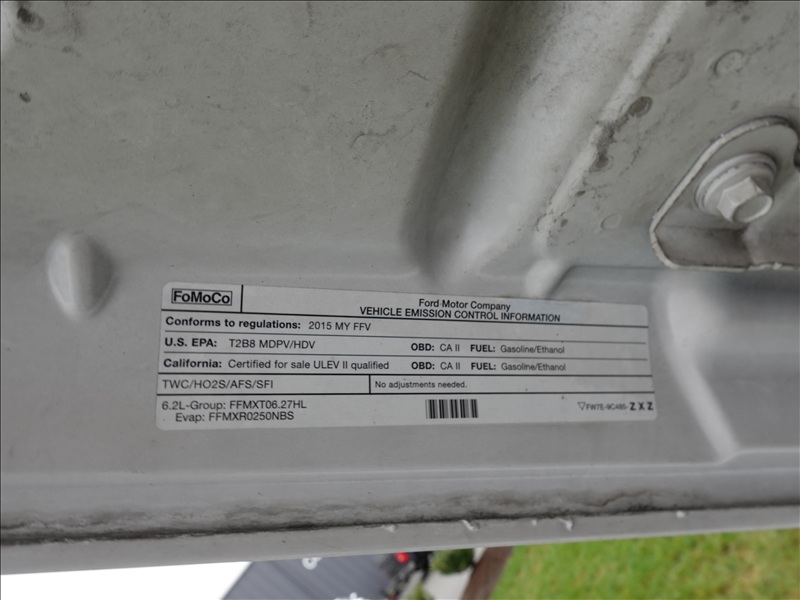 FoMoCo
Ford Motor Company
VEHICLE EMISSION CONTROL INFORMATION
Conforms to regulations: 2015 MY FFV
U.S. EPA: T2B8 MDPV/HDV OBD: CA II FUEL: Gasoline/Ethanol
California: Certified for sale ULEV II qualified OBD: CA II FUEL: Gasoline/Ethanol
TWC/HO2S/AFS/SFI No adjustments needed.
6.2L-Group: FFMXT06.27HL
Evap: FFMXR0250NBS
FW7E-9C485- Z X Z